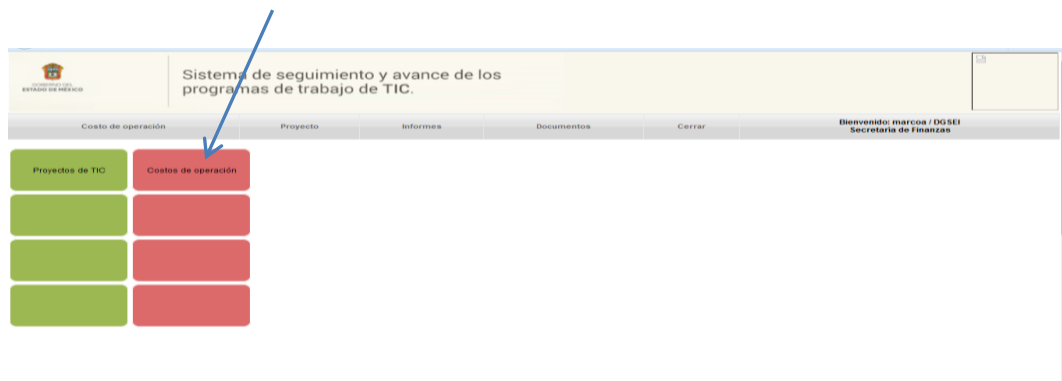 GOBIERNO DEL
ESTADO DE MÉXICO
Sistema de seguimiento y avance de los
programas de trabajo de TIC.
Costo de operación
Proyecto
Informes
Documentos
Cerrar
Bienvenido: marcoa / DGSEI
Secretaria de Finanzas
Proyectos de TIC
Costos de operación